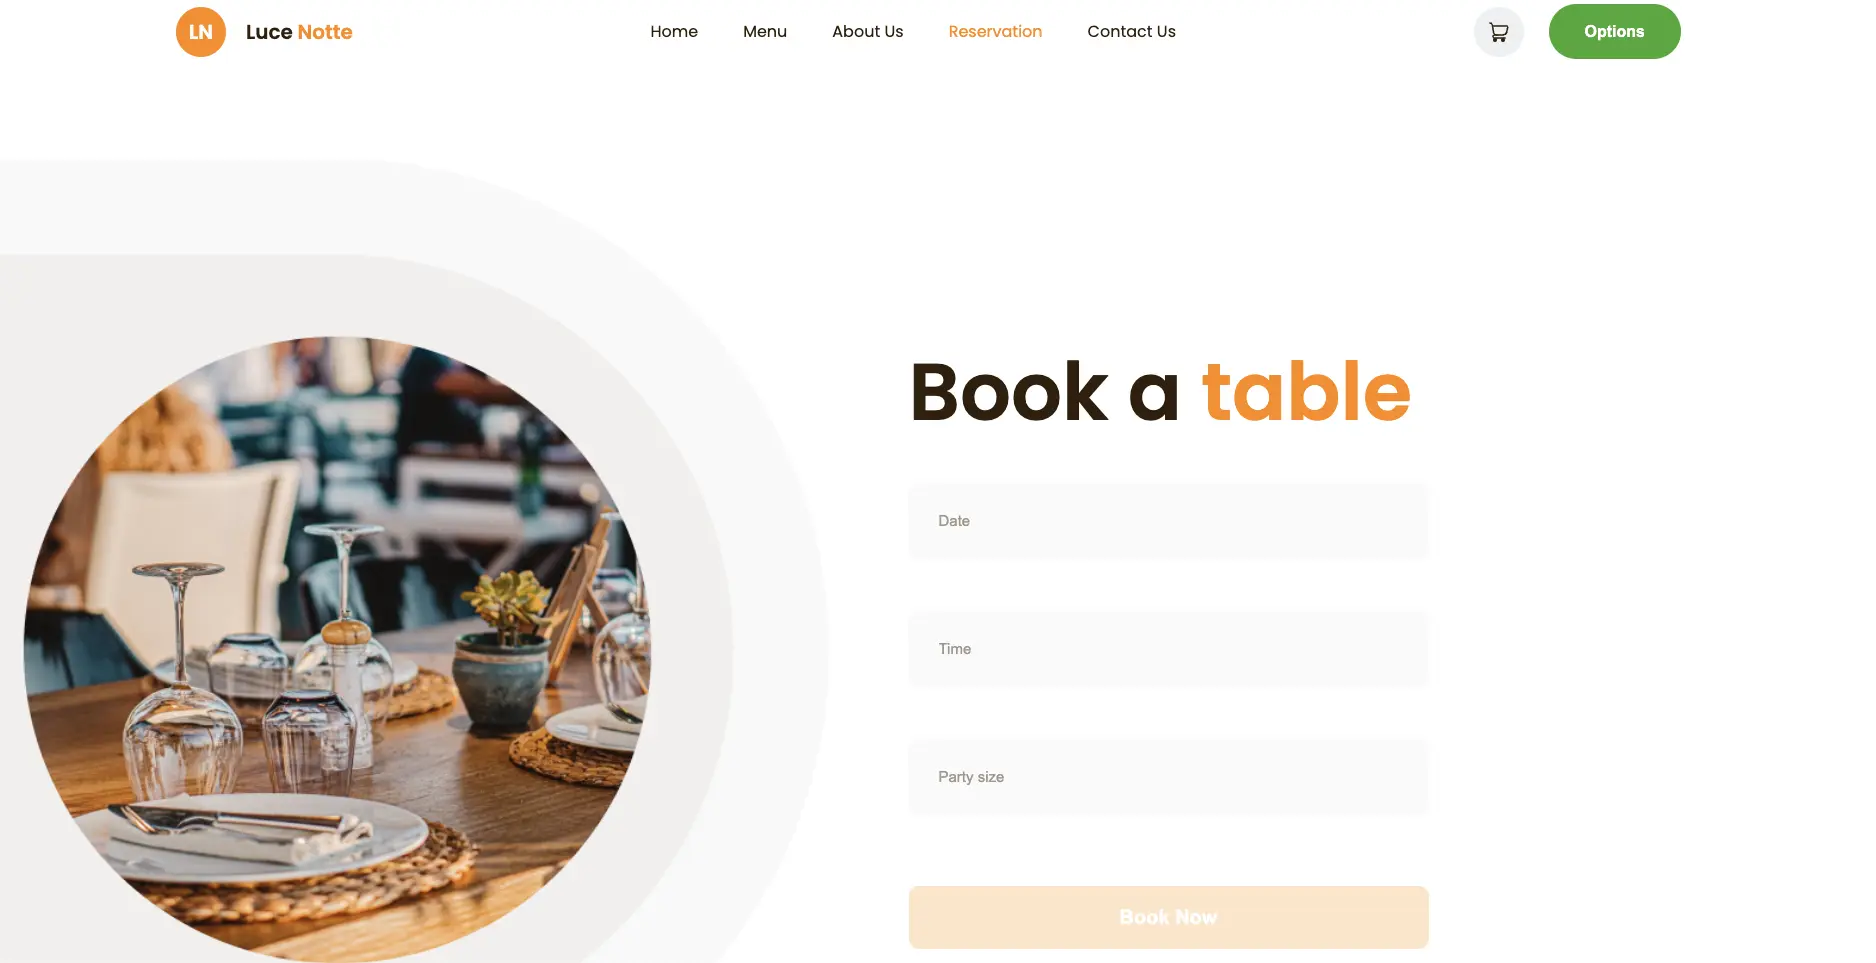 LN Luce Notte Home Menu About Us Reservation Contact Us Options
Book a table
Date
Time
Party size
Book Now